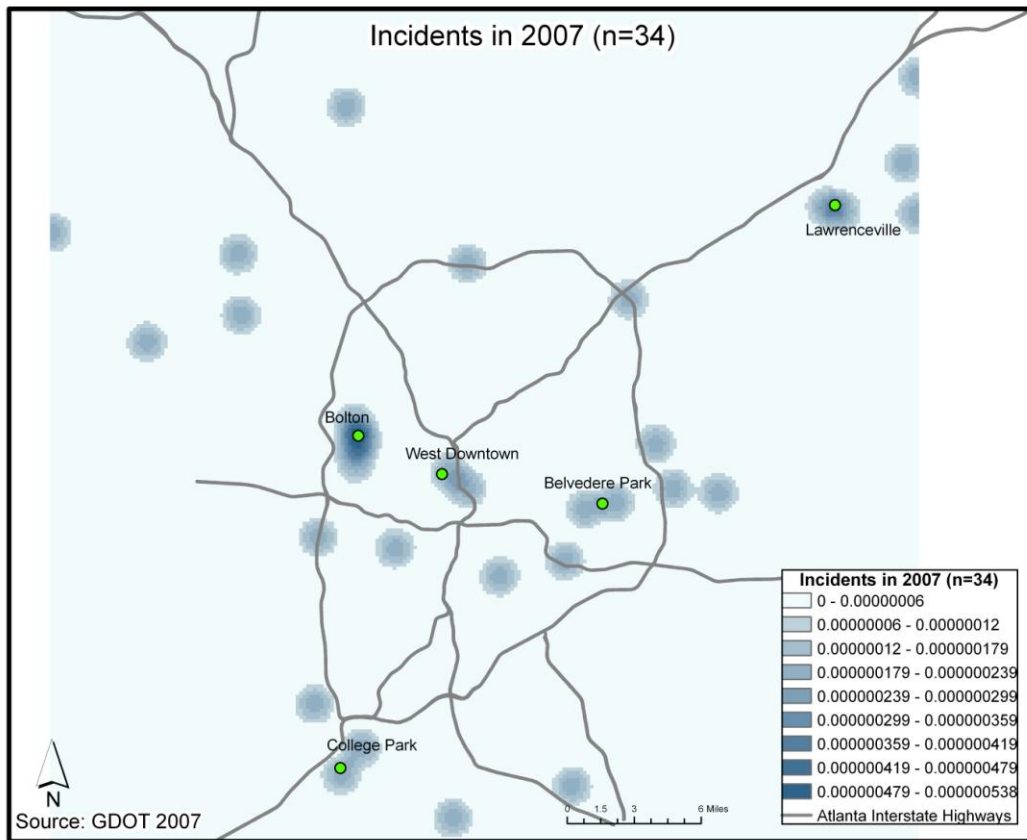 Incidents in 2007 (n=34)
Lawrenceville
Bolton
West Downtown
Belvedere Park
College Park
Incidents in 2007 (n=34)
0 - 0.00000006
0.00000006 - 0.00000012
0.00000012 - 0.000000179
0.000000179 - 0.000000239
0.000000239 - 0.000000299
0.000000299 - 0.000000359
0.000000359 - 0.000000419
0.000000419 - 0.000000479
0.000000479 - 0.000000538
Atlanta Interstate Highways
0 1.5 3 6 Miles
N
Source: GDOT 2007